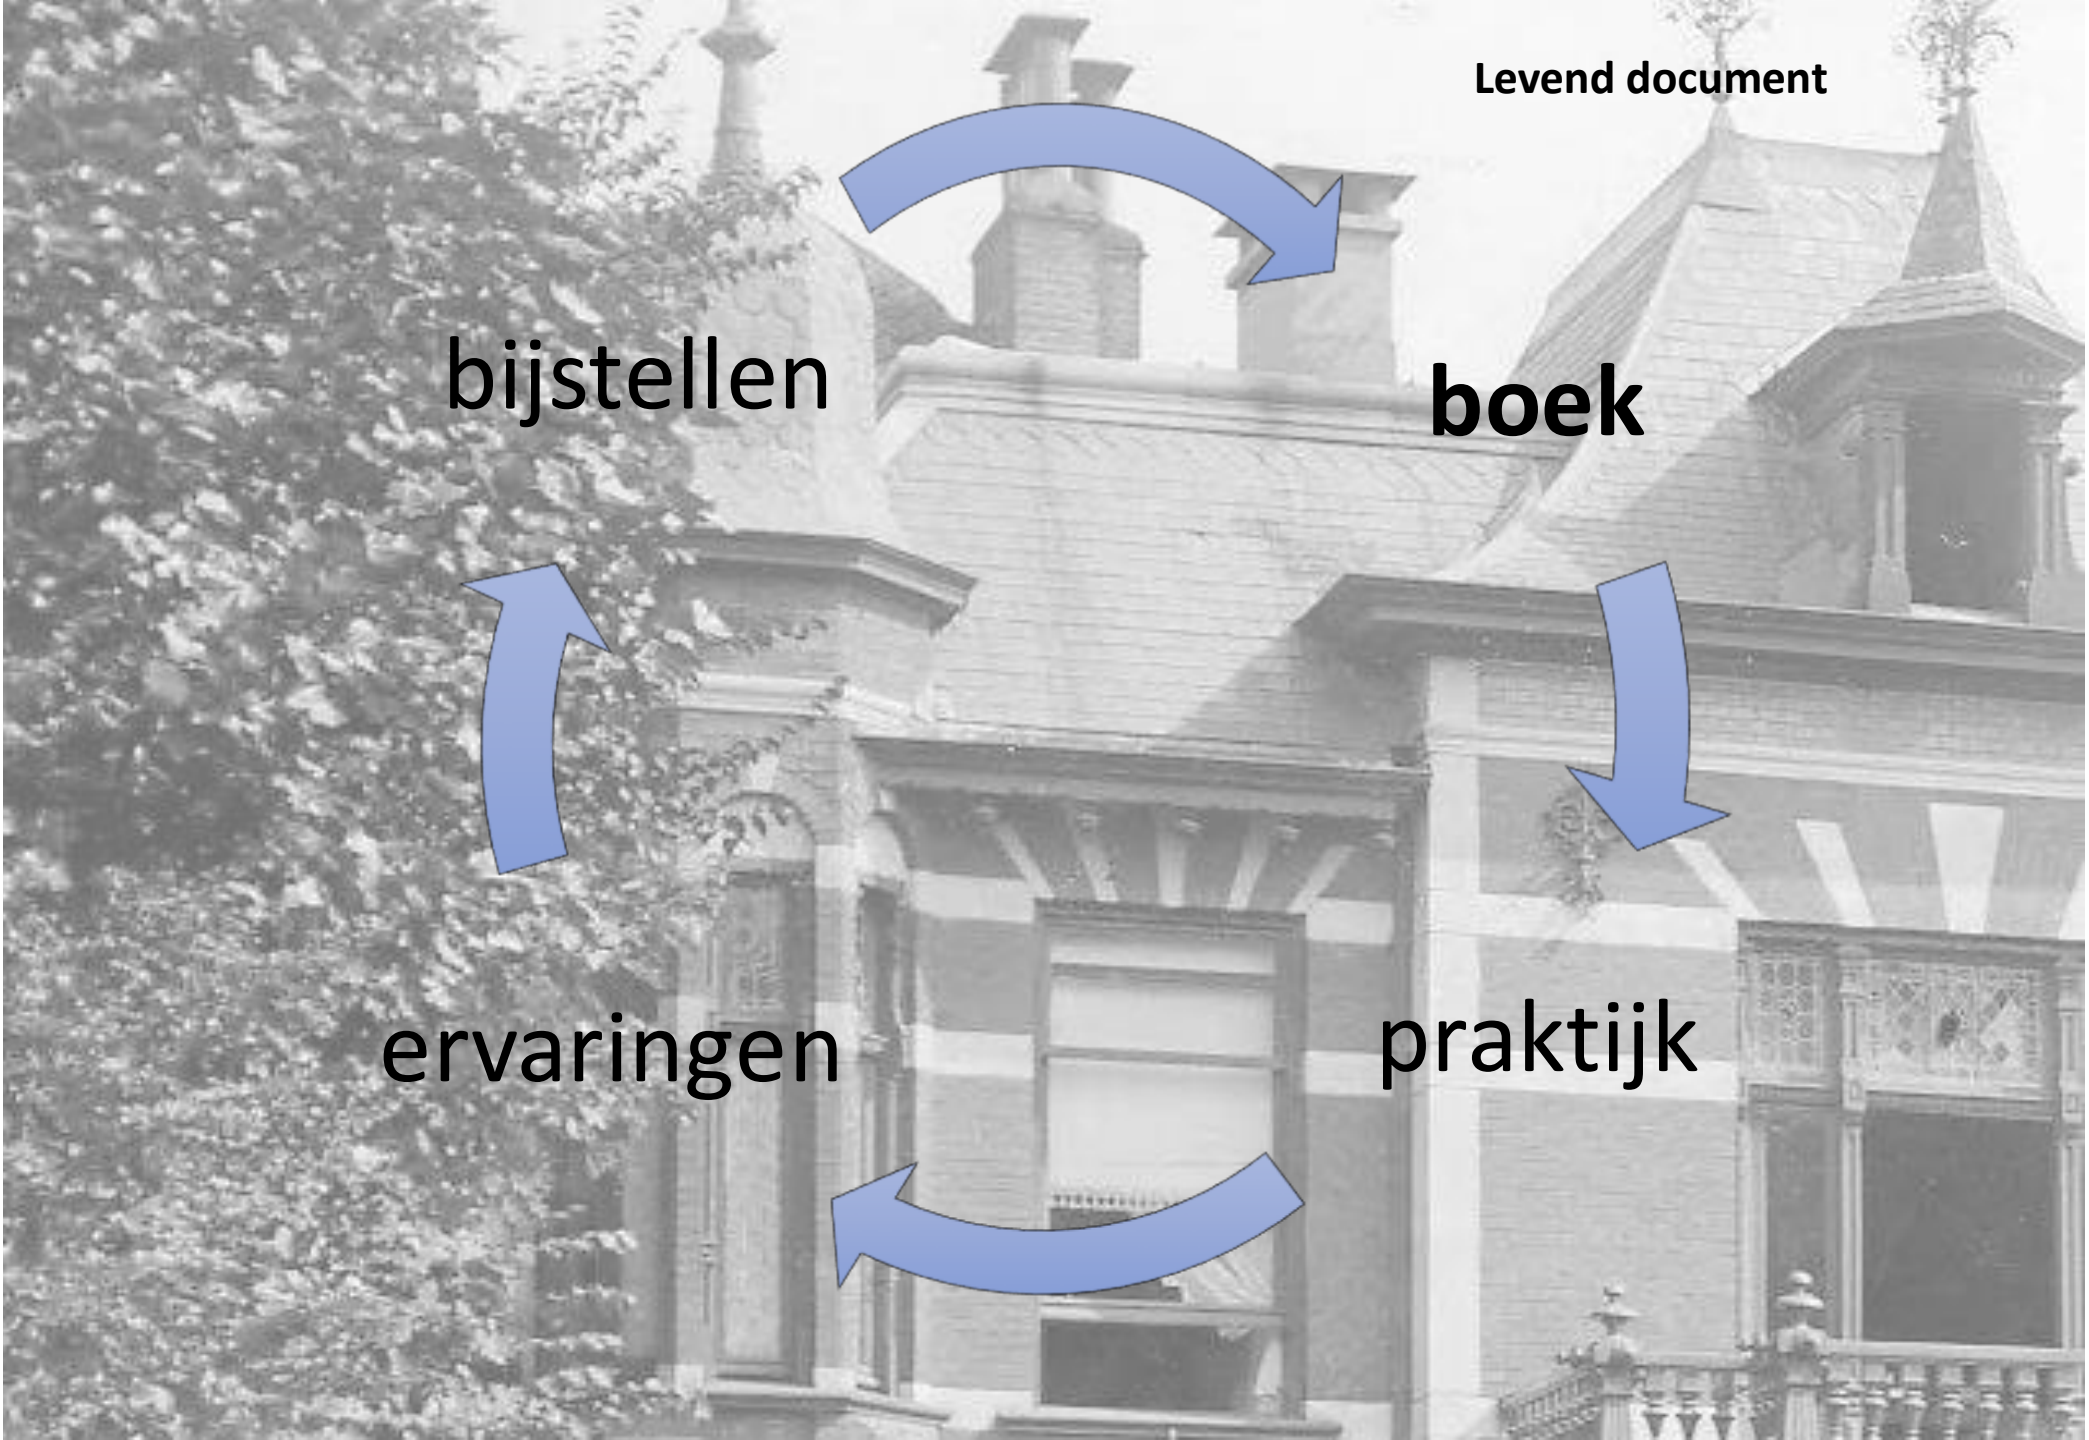 Levend document
bijstellen
boek
ervaringen
praktijk